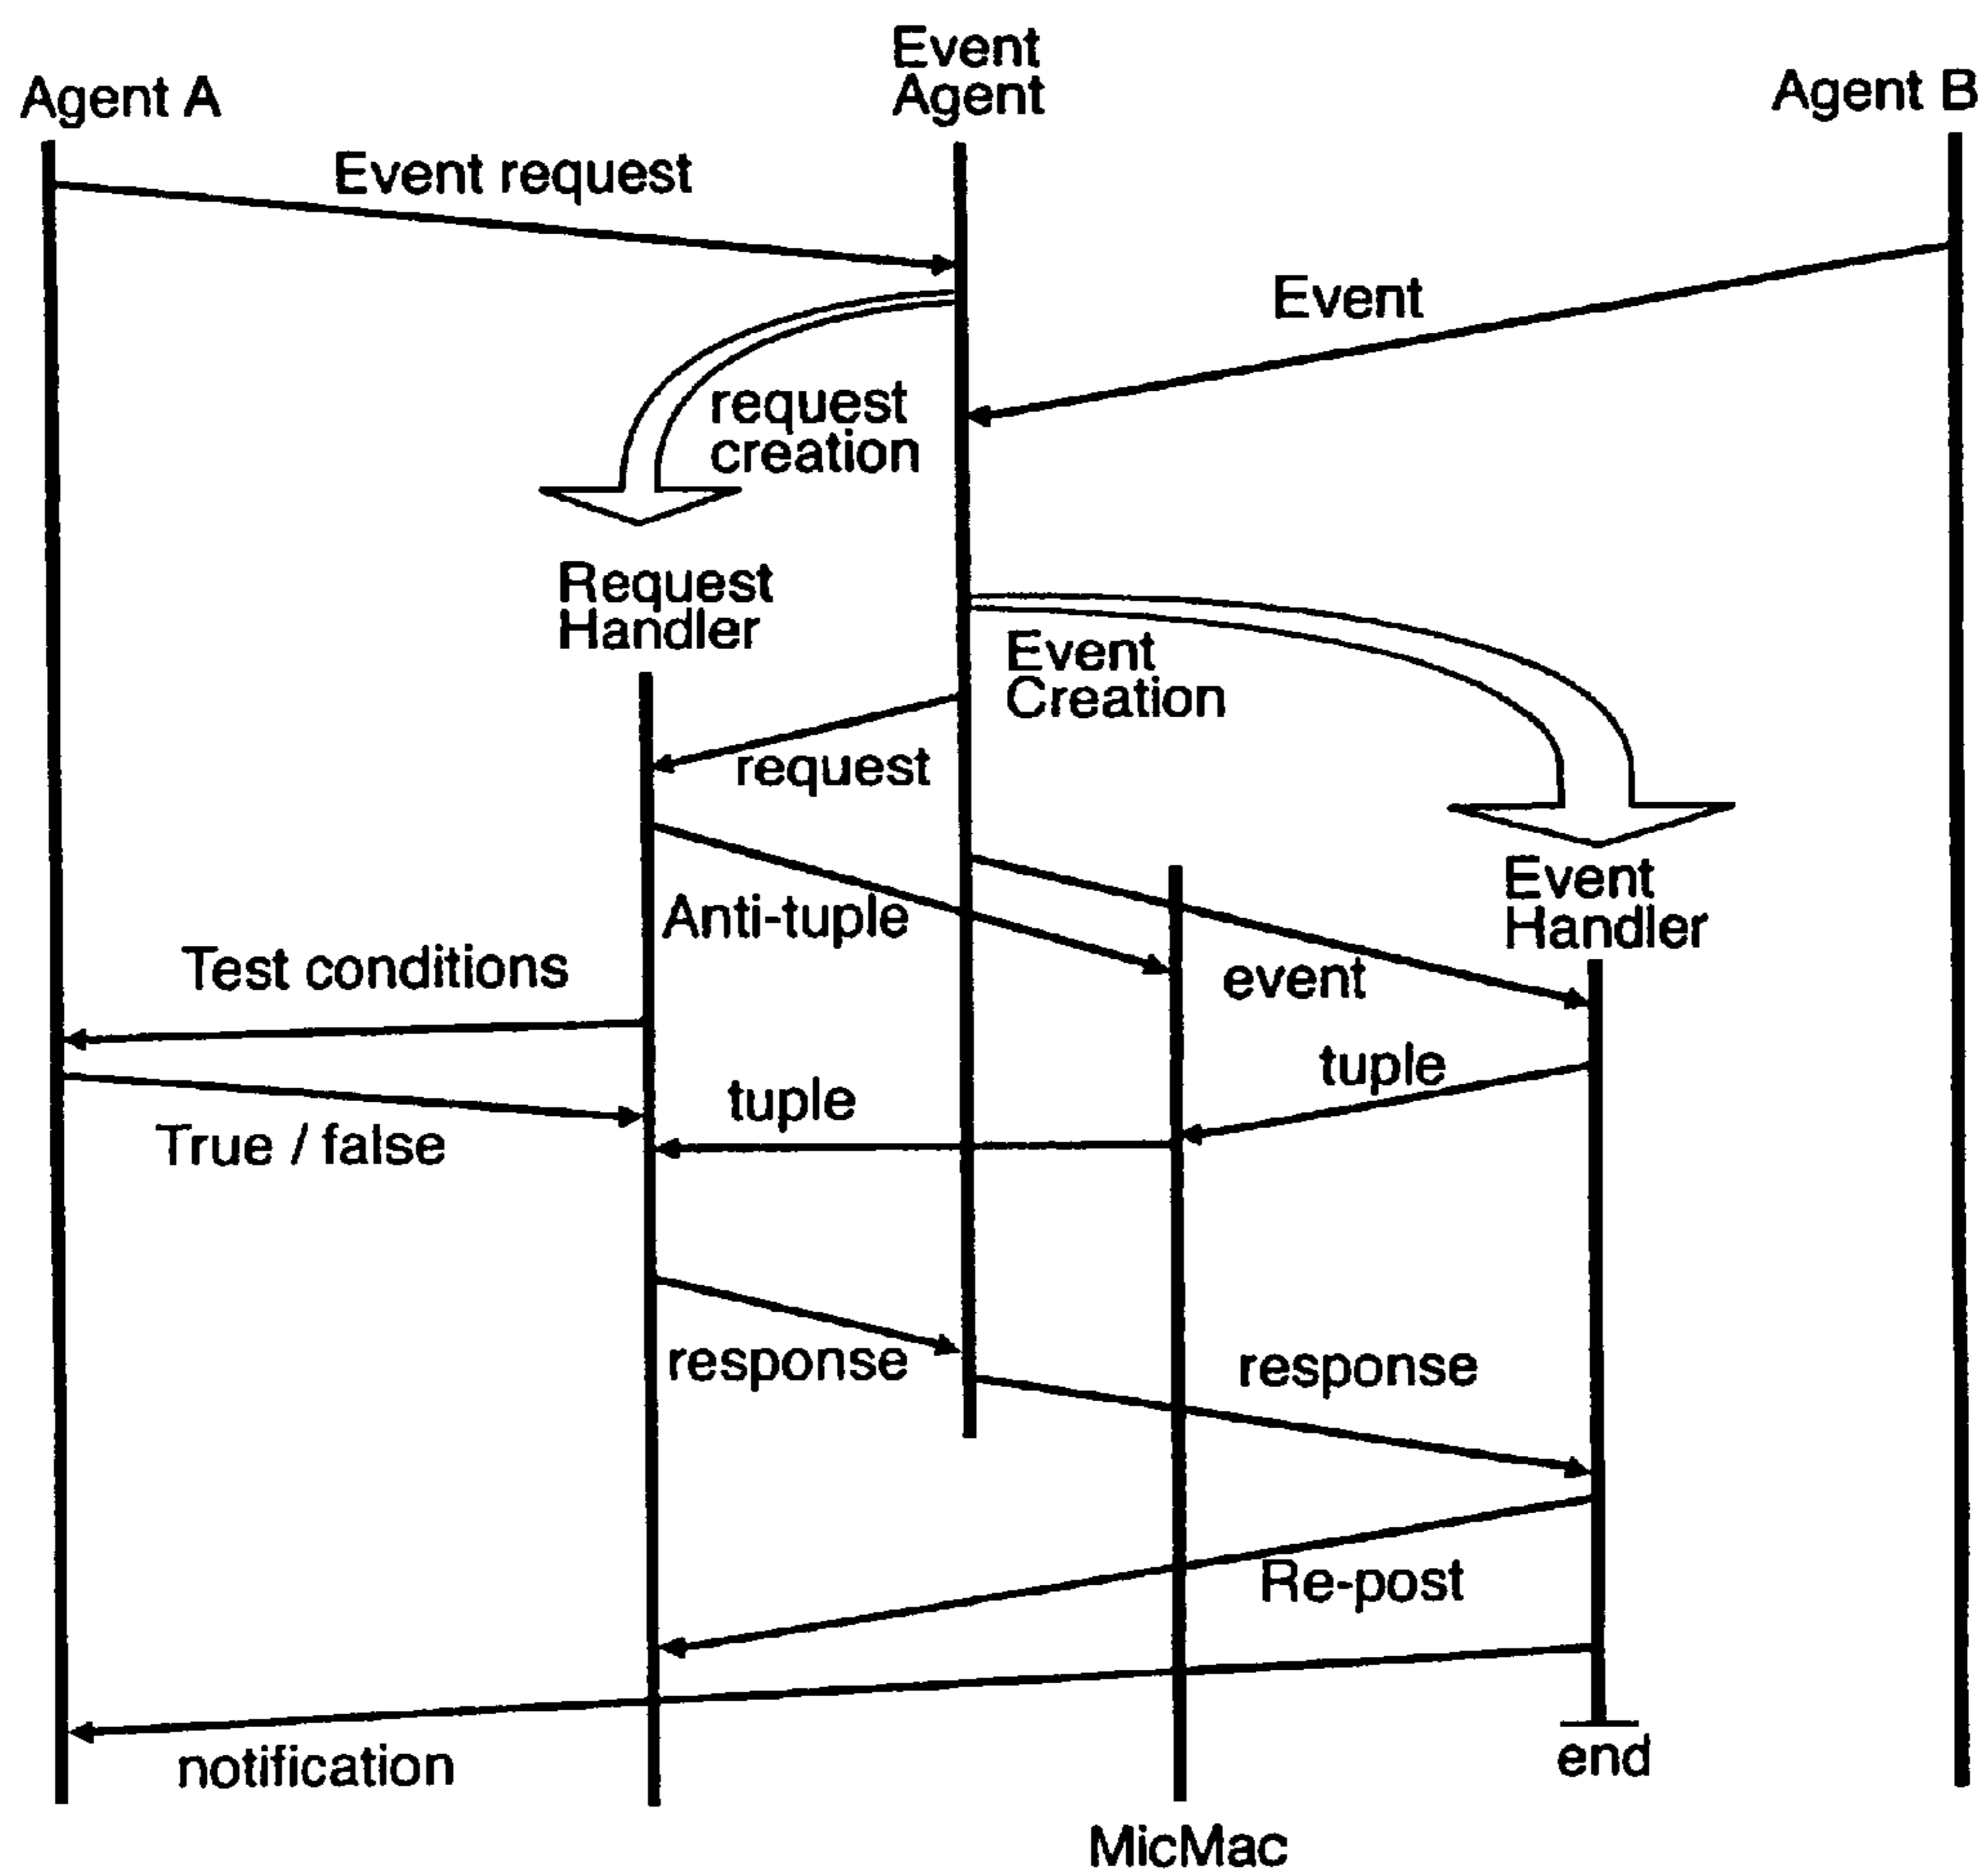 Event
Agent
Agent A
Agent B
Event request
Event
request
creation
Request
Handler
Event
Creation
request
Event
Handler
Anti-tuple
Test conditions
event
tuple
tuple
True / false
response
response
Re-post
notification
end
MicMac